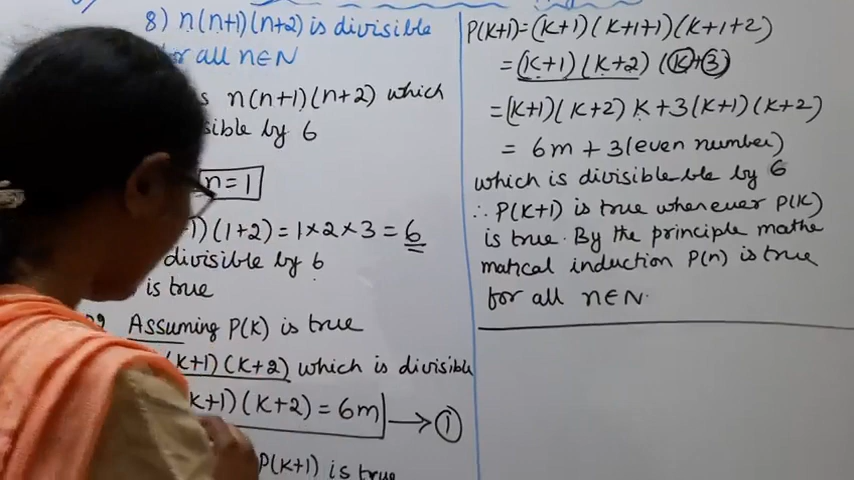 8) n(n+1)(n+2) is divisible
for all n∈N
n(n+1)(n+2) which
by 6
n=1
(1+2) = 1×2×3 = 6
divisible by 6
is true
Assuming P(K) is true
(K+1)(K+2) which is divisible
K+1)(K+2) = 6m → ①
P(K+1) is true
P(K+1) = (K+1)(K+1+1)(K+1+2)
= (K+1)(K+2)(K+3)
= (K+1)(K+2) K + 3(K+1)(K+2)
= 6m + 3(even number)
which is divisible ble by 6
∴ P(K+1) is true whenever P(K)
is true. By the principle mathe
matical induction P(n) is true
for all n∈N.